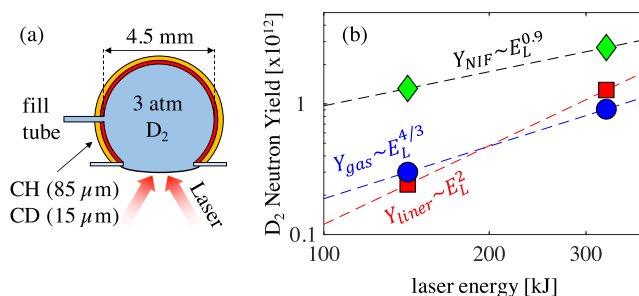 (a)
4.5 mm
3 atm
D₂
fill
tube
CH (85 μm)
CD (15 μm)
Laser
(b)
D₂ Neutron Yield [x10¹²]
1
0.1
Y_NIF~E_L^0.9
Y_gas~E_L^4/3
Y_liner~E_L^2
100
200
300
laser energy [kJ]